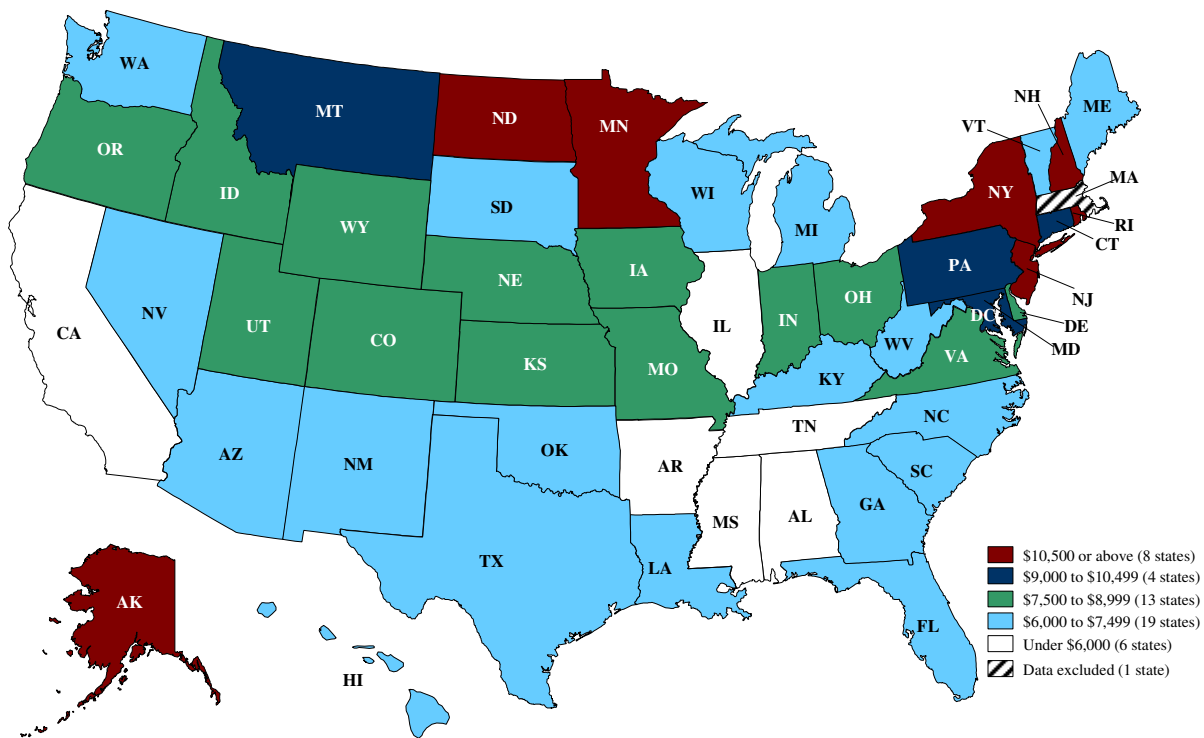 WA
MT
ND
MN
NH
ME
VT
OR
ID
WY
SD
WI
MI
NY
MA
RI
CT
NV
UT
CO
NE
KS
IA
MO
IL
IN
OH
PA
NJ
DE
MD
DC
CA
WV
VA
KY
AZ
NM
OK
AR
TN
NC
SC
MS
AL
GA
TX
LA
FL
AK
HI
$10,500 or above (8 states)
$9,000 to $10,499 (4 states)
$7,500 to $8,999 (13 states)
$6,000 to $7,499 (19 states)
Under $6,000 (6 states)
Data excluded (1 state)